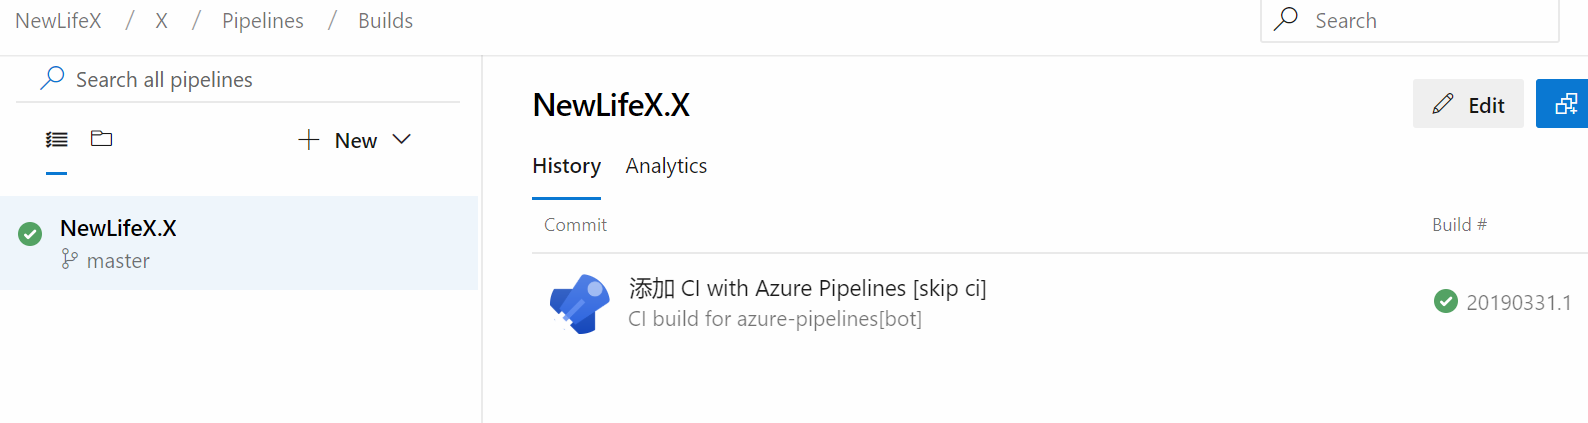 NewLifeX / X / Pipelines / Builds
Search
Search all pipelines
New
NewLifeX.X
master
NewLifeX.X
Edit
History Analytics
Commit Build #
添加 CI with Azure Pipelines [skip ci]
CI build for azure-pipelines[bot]
20190331.1